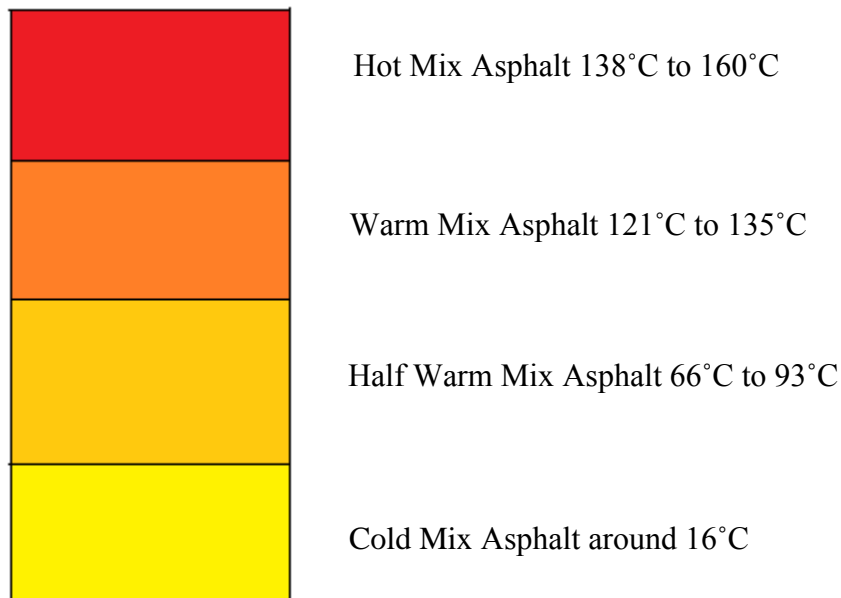 Hot Mix Asphalt 138˚C to 160˚C
Warm Mix Asphalt 121˚C to 135˚C
Half Warm Mix Asphalt 66˚C to 93˚C
Cold Mix Asphalt around 16˚C